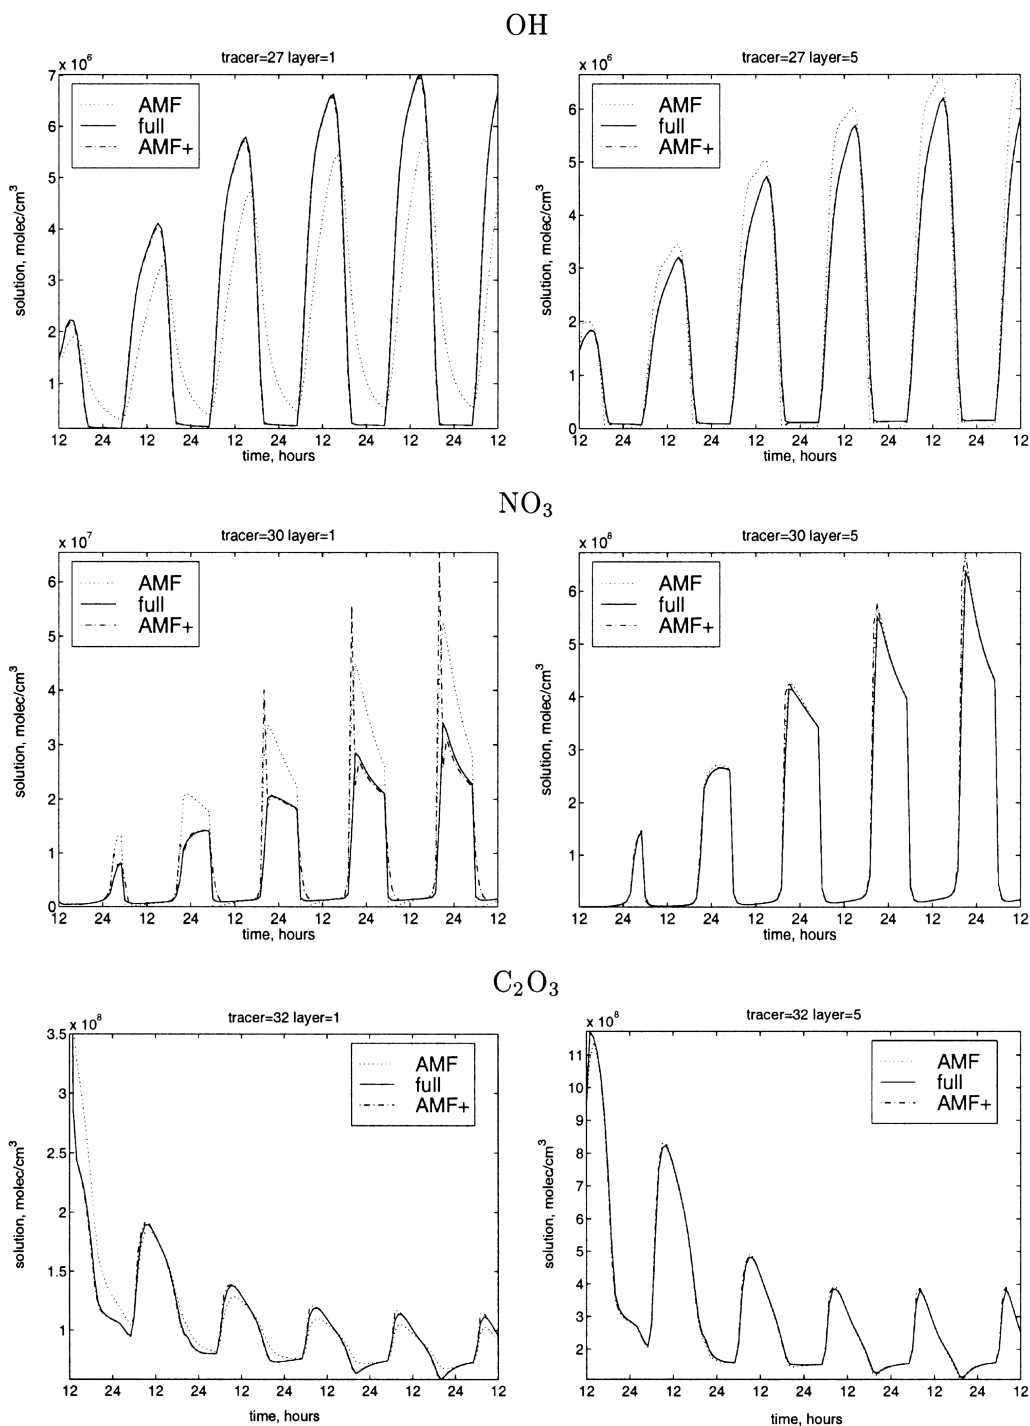 OH
tracer=27 layer=1
x 10^6
AMF
full
AMF+
7
6
5
4
3
2
1
solution, molec/cm^3
12 24 12 24 12 24 12 24 12 24 12
time, hours
tracer=27 layer=5
AMF
full
AMF+
x 10^6
6
5
4
3
2
1
0
solution, molec/cm^3
12 24 12 24 12 24 12 24 12 24 12
time, hours
NO₃
tracer=30 layer=1
x 10^7
AMF
full
AMF+
6
5
4
3
2
1
0
solution, molec/cm^3
12 24 12 24 12 24 12 24 12 24 12
time, hours
tracer=30 layer=5
x 10^8
AMF
full
AMF+
6
5
4
3
2
1
solution, molec/cm^3
12 24 12 24 12 24 12 24 12 24 12
time, hours
C₂O₃
tracer=32 layer=1
x 10^8
AMF
full
AMF+
3.5
3
2.5
2
1.5
1
solution, molec/cm^3
12 24 12 24 12 24 12 24 12 24 12
time, hours
tracer=32 layer=5
x 10^8
AMF
full
AMF+
11
10
9
8
7
6
5
4
3
2
solution, molec/cm^3
12 24 12 24 12 24 12 24 12 24 12
time, hours